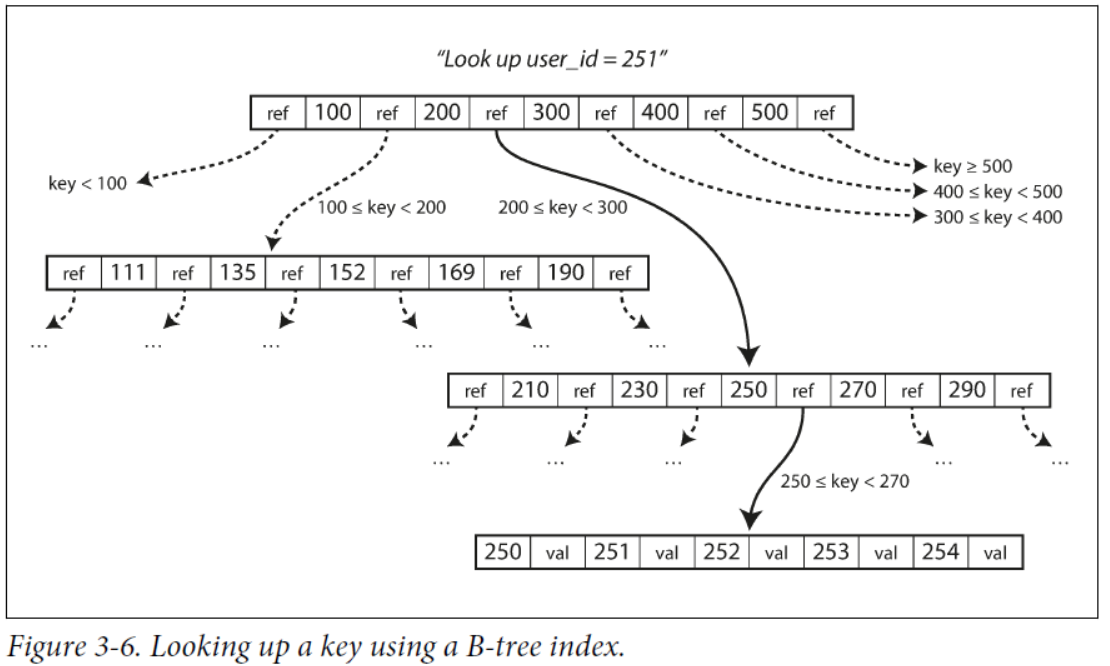 “Look up user_id = 251”
ref 100 ref 200 ref 300 ref 400 ref 500 ref
key < 100
100 ≤ key < 200
200 ≤ key < 300
key ≥ 500
400 ≤ key < 500
300 ≤ key < 400
ref 111 ref 135 ref 152 ref 169 ref 190 ref
... ... ... ... ... ...
ref 210 ref 230 ref 250 ref 270 ref 290 ref
... ... ... ... ...
250 ≤ key < 270
250 val 251 val 252 val 253 val 254 val
Figure 3-6. Looking up a key using a B-tree index.